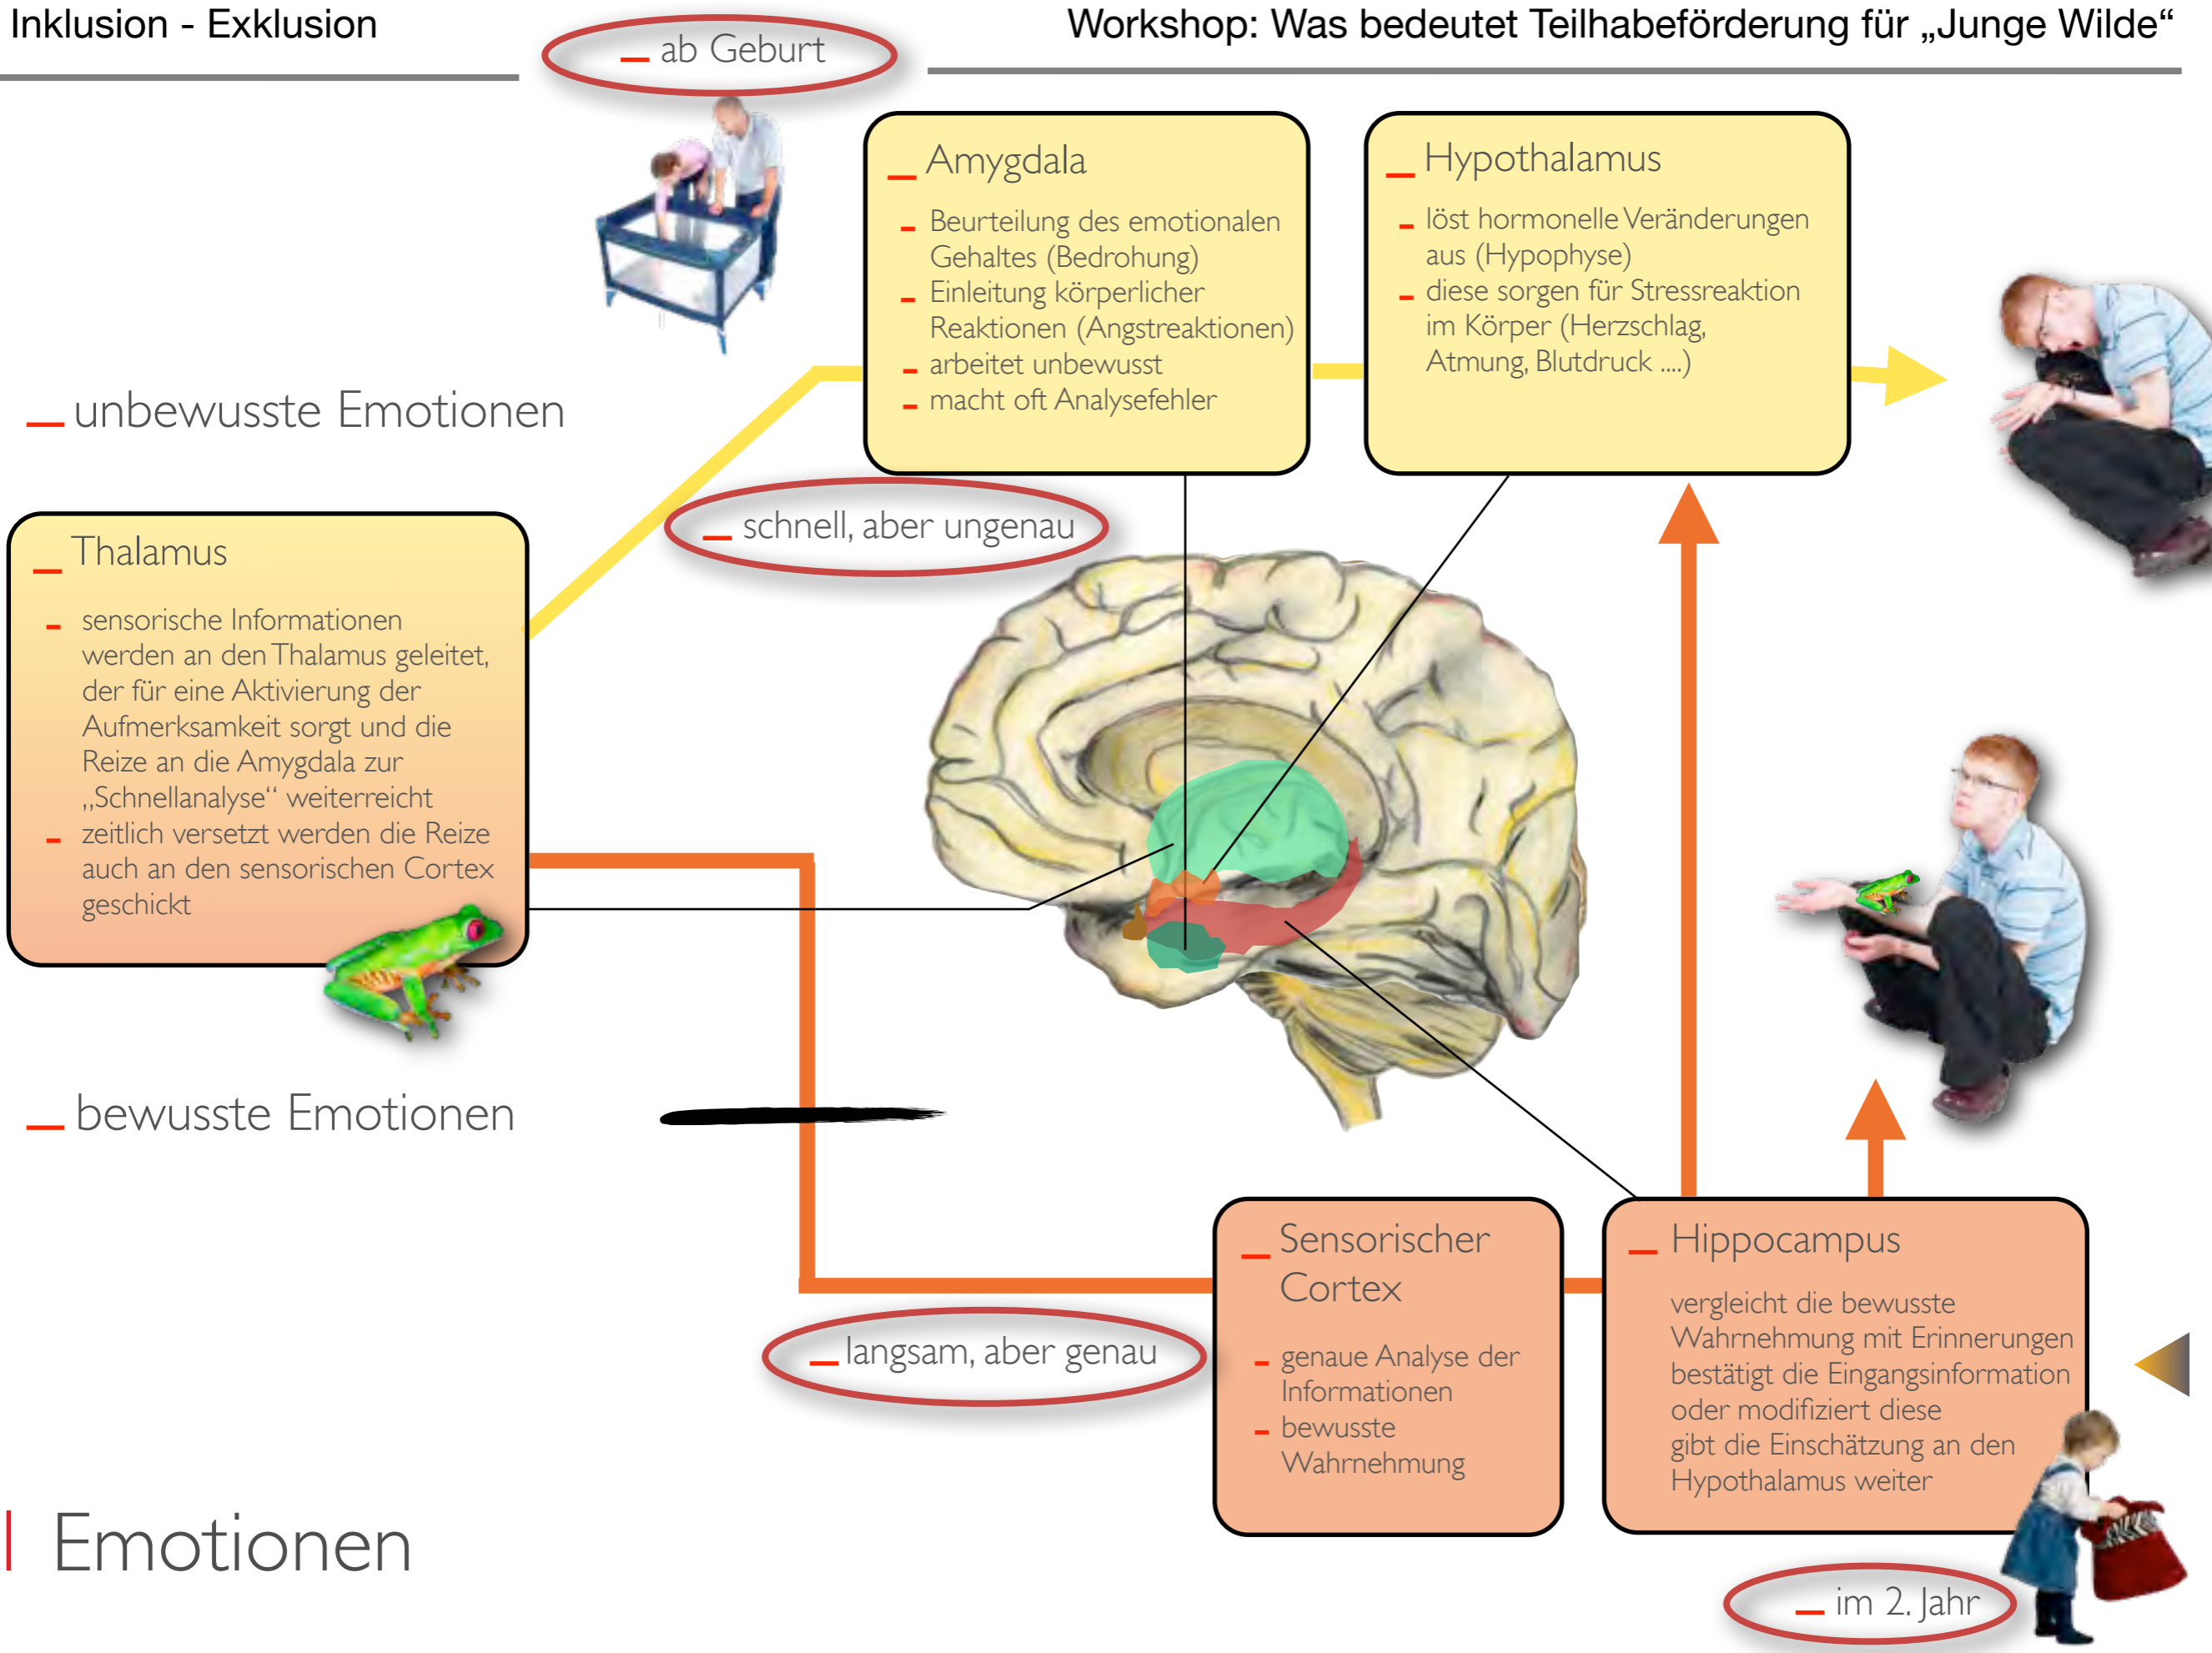 Inklusion - Exklusion
Workshop: Was bedeutet Teilhabeförderung für „Junge Wilde“
ab Geburt
Amygdala
Beurteilung des emotionalen
Gehaltes (Bedrohung)
Einleitung körperlicher
Reaktionen (Angstreaktionen)
arbeitet unbewusst
macht oft Analysefehler
Hypothalamus
löst hormonelle Veränderungen
aus (Hypophyse)
diese sorgen für Stressreaktion
im Körper (Herzschlag,
Atmung, Blutdruck ....)
unbewusste Emotionen
schnell, aber ungenau
Thalamus
sensorische Informationen
werden an den Thalamus geleitet,
der für eine Aktivierung der
Aufmerksamkeit sorgt und die
Reize an die Amygdala zur
„Schnellanalyse“ weiterreicht
zeitlich versetzt werden die Reize
auch an den sensorischen Cortex
geschickt
bewusste Emotionen
langsam, aber genau
Sensorischer
Cortex
genaue Analyse der
Informationen
bewusste
Wahrnehmung
Hippocampus
vergleicht die bewusste
Wahrnehmung mit Erinnerungen
bestätigt die Eingangsinformation
oder modifiziert diese
gibt die Einschätzung an den
Hypothalamus weiter
im 2. Jahr
Emotionen